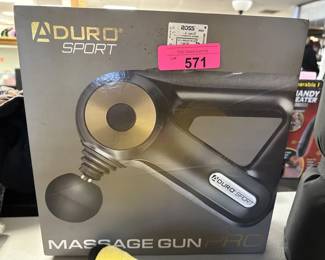 ADURO
SPORT
ROSS
571
HANDY
HEATER
ADURO
SPORT
MASSAGE GUN PRO